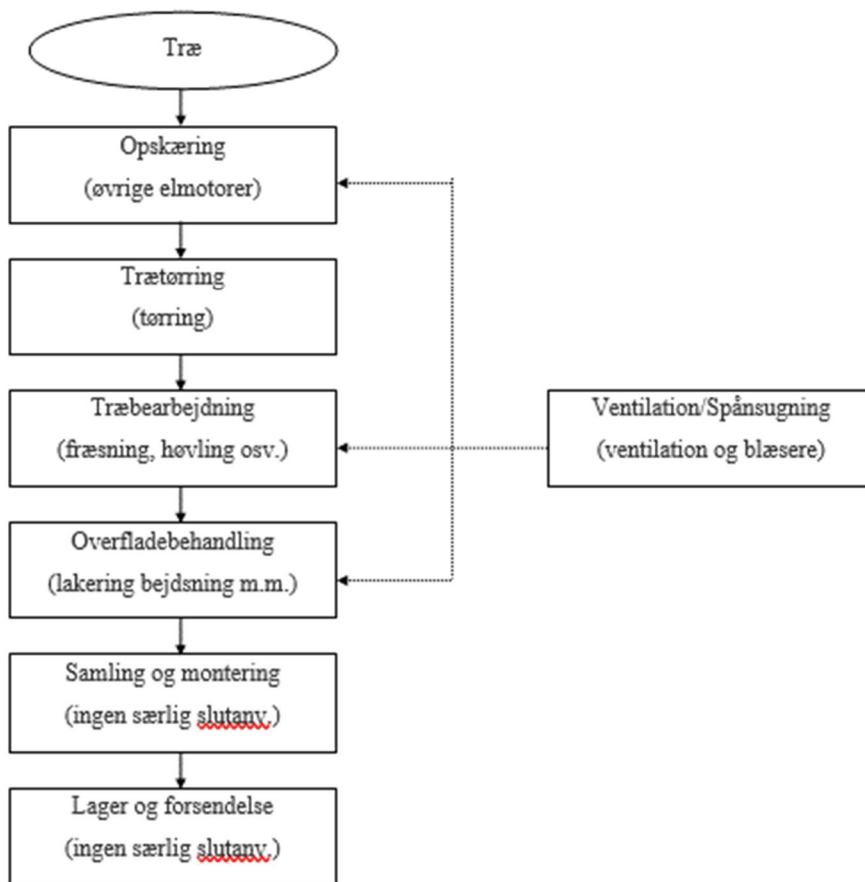 Træ
Opskæring
(øvrige elmotorer)
Trætørring
(tørring)
Træbearbejdning
(fræsning, høvling osv.)
Ventilation/Spånsugning
(ventilation og blæsere)
Overfladebehandling
(lakering bejdsning m.m.)
Samling og montering
(ingen særlig slutanv.)
Lager og forsendelse
(ingen særlig slutanv.)